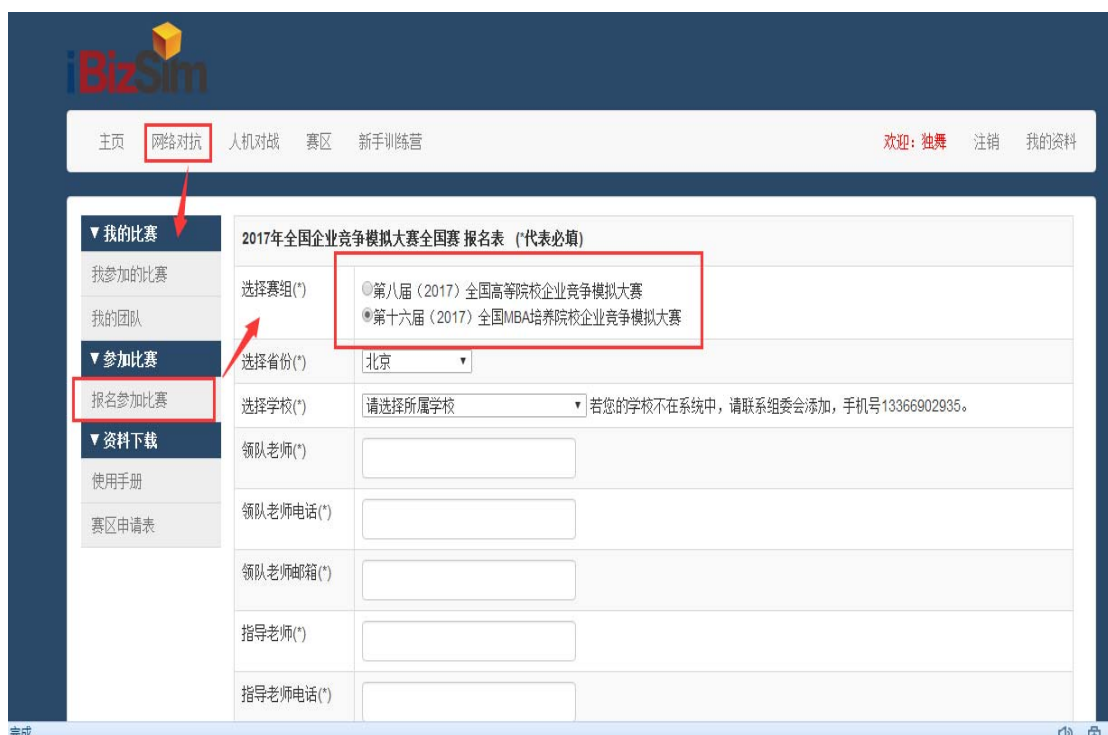 iBizSim
主页 网络对抗 人机对战 赛区 新手训练营 欢迎：独舞 注销 我的资料
▼我的比赛
我参加的比赛
我的团队
▼参加比赛
报名参加比赛
▼资料下载
使用手册
赛区申请表
2017年全国企业竞争模拟大赛全国赛 报名表 (*代表必填)
选择赛组(*)
第八届（2017）全国高等院校企业竞争模拟大赛
第十六届（2017）全国MBA培养院校企业竞争模拟大赛
选择省份(*) 北京
选择学校(*) 请选择所属学校 若您的学校不在系统中，请联系组委会添加，手机号13366902935。
领队老师(*)
领队老师电话(*)
领队老师邮箱(*)
指导老师(*)
指导老师电话(*)
完成